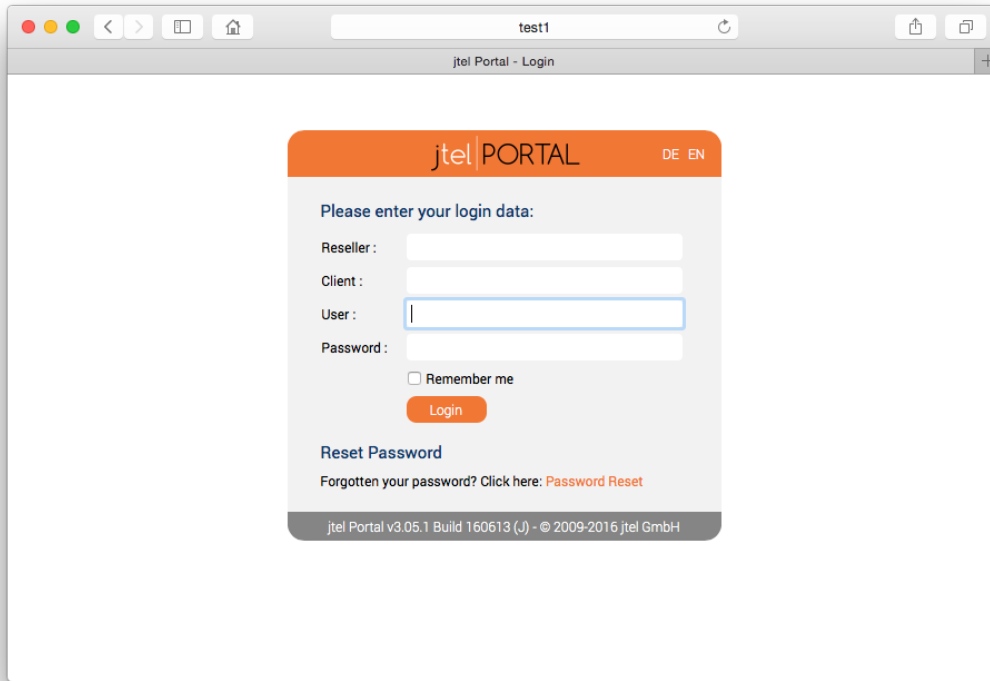 test1
jtel Portal - Login
jtel PORTAL
DE EN
Please enter your login data:
Reseller :
Client :
User :
Password :
Remember me
Login
Reset Password
Forgotten your password? Click here: Password Reset
jtel Portal v3.05.1 Build 160613 (J) - © 2009-2016 jtel GmbH